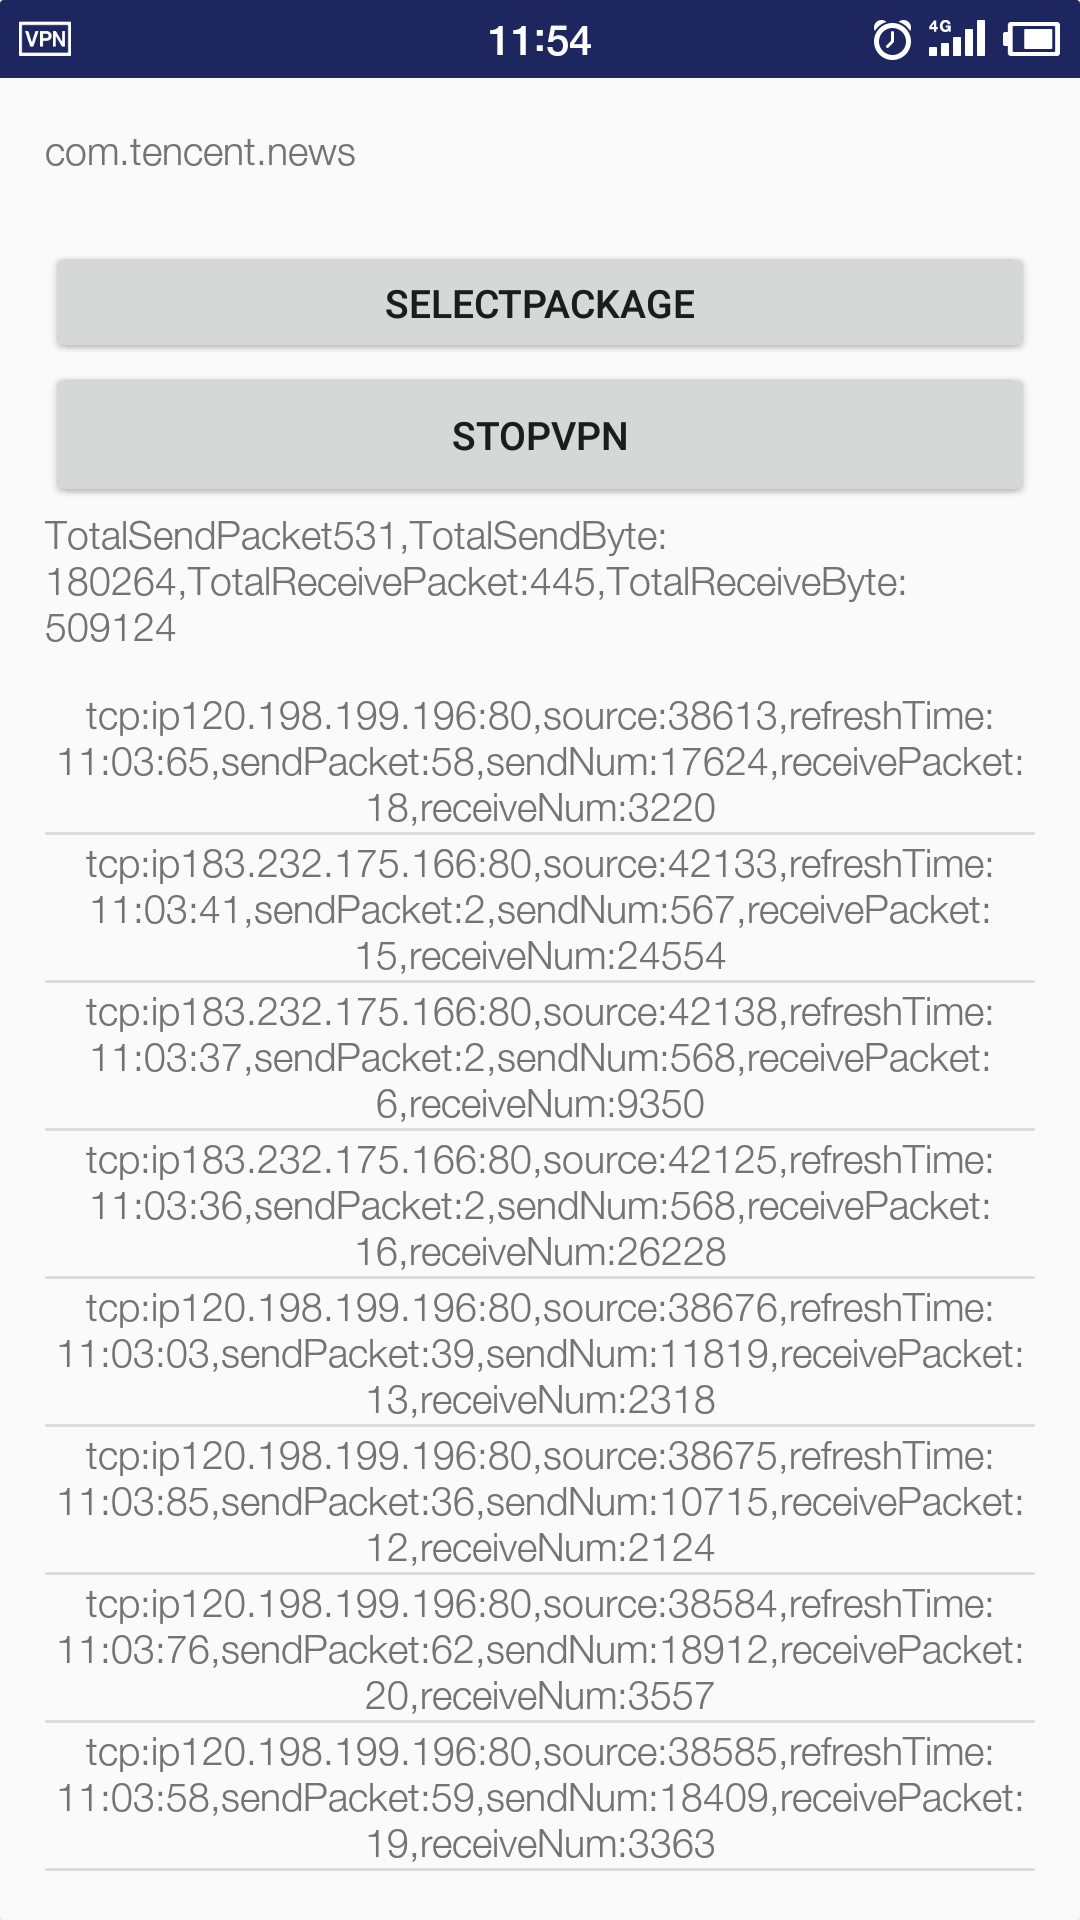 VPN
11:54
4G
com.tencent.news
SELECTPACKAGE
STOPVPN
TotalSendPacket531,TotalSendByte:
180264,TotalReceivePacket:445,TotalReceiveByte:
509124
tcp:ip120.198.199.196:80,source:38613,refreshTime:
11:03:65,sendPacket:58,sendNum:17624,receivePacket:
18,receiveNum:3220
tcp:ip183.232.175.166:80,source:42133,refreshTime:
11:03:41,sendPacket:2,sendNum:567,receivePacket:
15,receiveNum:24554
tcp:ip183.232.175.166:80,source:42138,refreshTime:
11:03:37,sendPacket:2,sendNum:568,receivePacket:
6,receiveNum:9350
tcp:ip183.232.175.166:80,source:42125,refreshTime:
11:03:36,sendPacket:2,sendNum:568,receivePacket:
16,receiveNum:26228
tcp:ip120.198.199.196:80,source:38676,refreshTime:
11:03:03,sendPacket:39,sendNum:11819,receivePacket:
13,receiveNum:2318
tcp:ip120.198.199.196:80,source:38675,refreshTime:
11:03:85,sendPacket:36,sendNum:10715,receivePacket:
12,receiveNum:2124
tcp:ip120.198.199.196:80,source:38584,refreshTime:
11:03:76,sendPacket:62,sendNum:18912,receivePacket:
20,receiveNum:3557
tcp:ip120.198.199.196:80,source:38585,refreshTime:
11:03:58,sendPacket:59,sendNum:18409,receivePacket:
19,receiveNum:3363